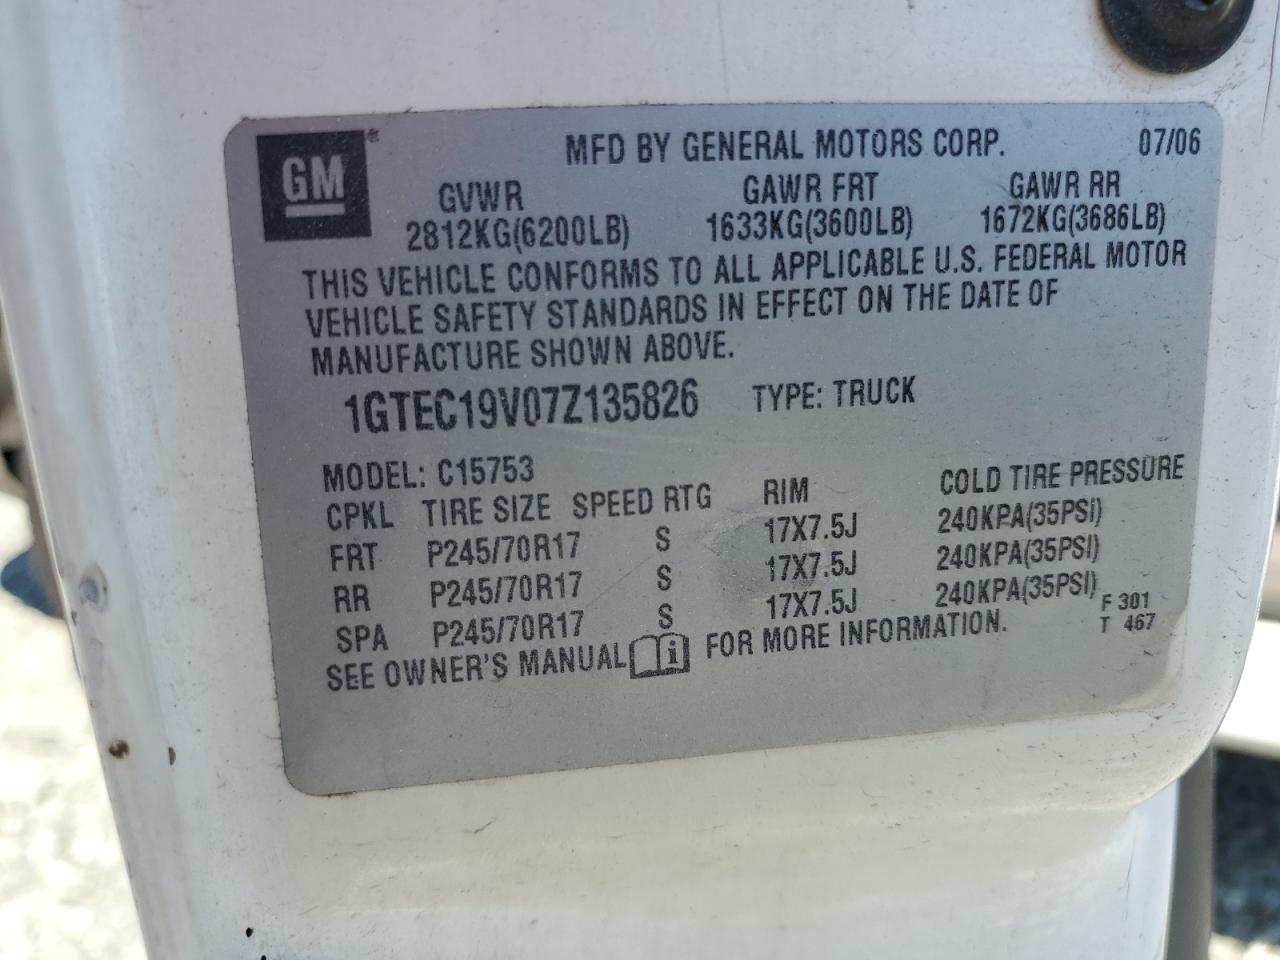 GM®
MFD BY GENERAL MOTORS CORP. 07/06
GVWR GAWR FRT GAWR RR
2812KG(6200LB) 1633KG(3600LB) 1672KG(3686LB)
THIS VEHICLE CONFORMS TO ALL APPLICABLE U.S. FEDERAL MOTOR
VEHICLE SAFETY STANDARDS IN EFFECT ON THE DATE OF
MANUFACTURE SHOWN ABOVE.
1GTEC19V07Z135826 TYPE: TRUCK
MODEL: C15753
CPKL TIRE SIZE SPEED RTG RIM COLD TIRE PRESSURE
FRT P245/70R17 S 17X7.5J 240KPA(35PSI)
RR P245/70R17 S 17X7.5J 240KPA(35PSI)
SPA P245/70R17 S 17X7.5J 240KPA(35PSI)
SEE OWNER'S MANUAL i FOR MORE INFORMATION.
F 301
T 467